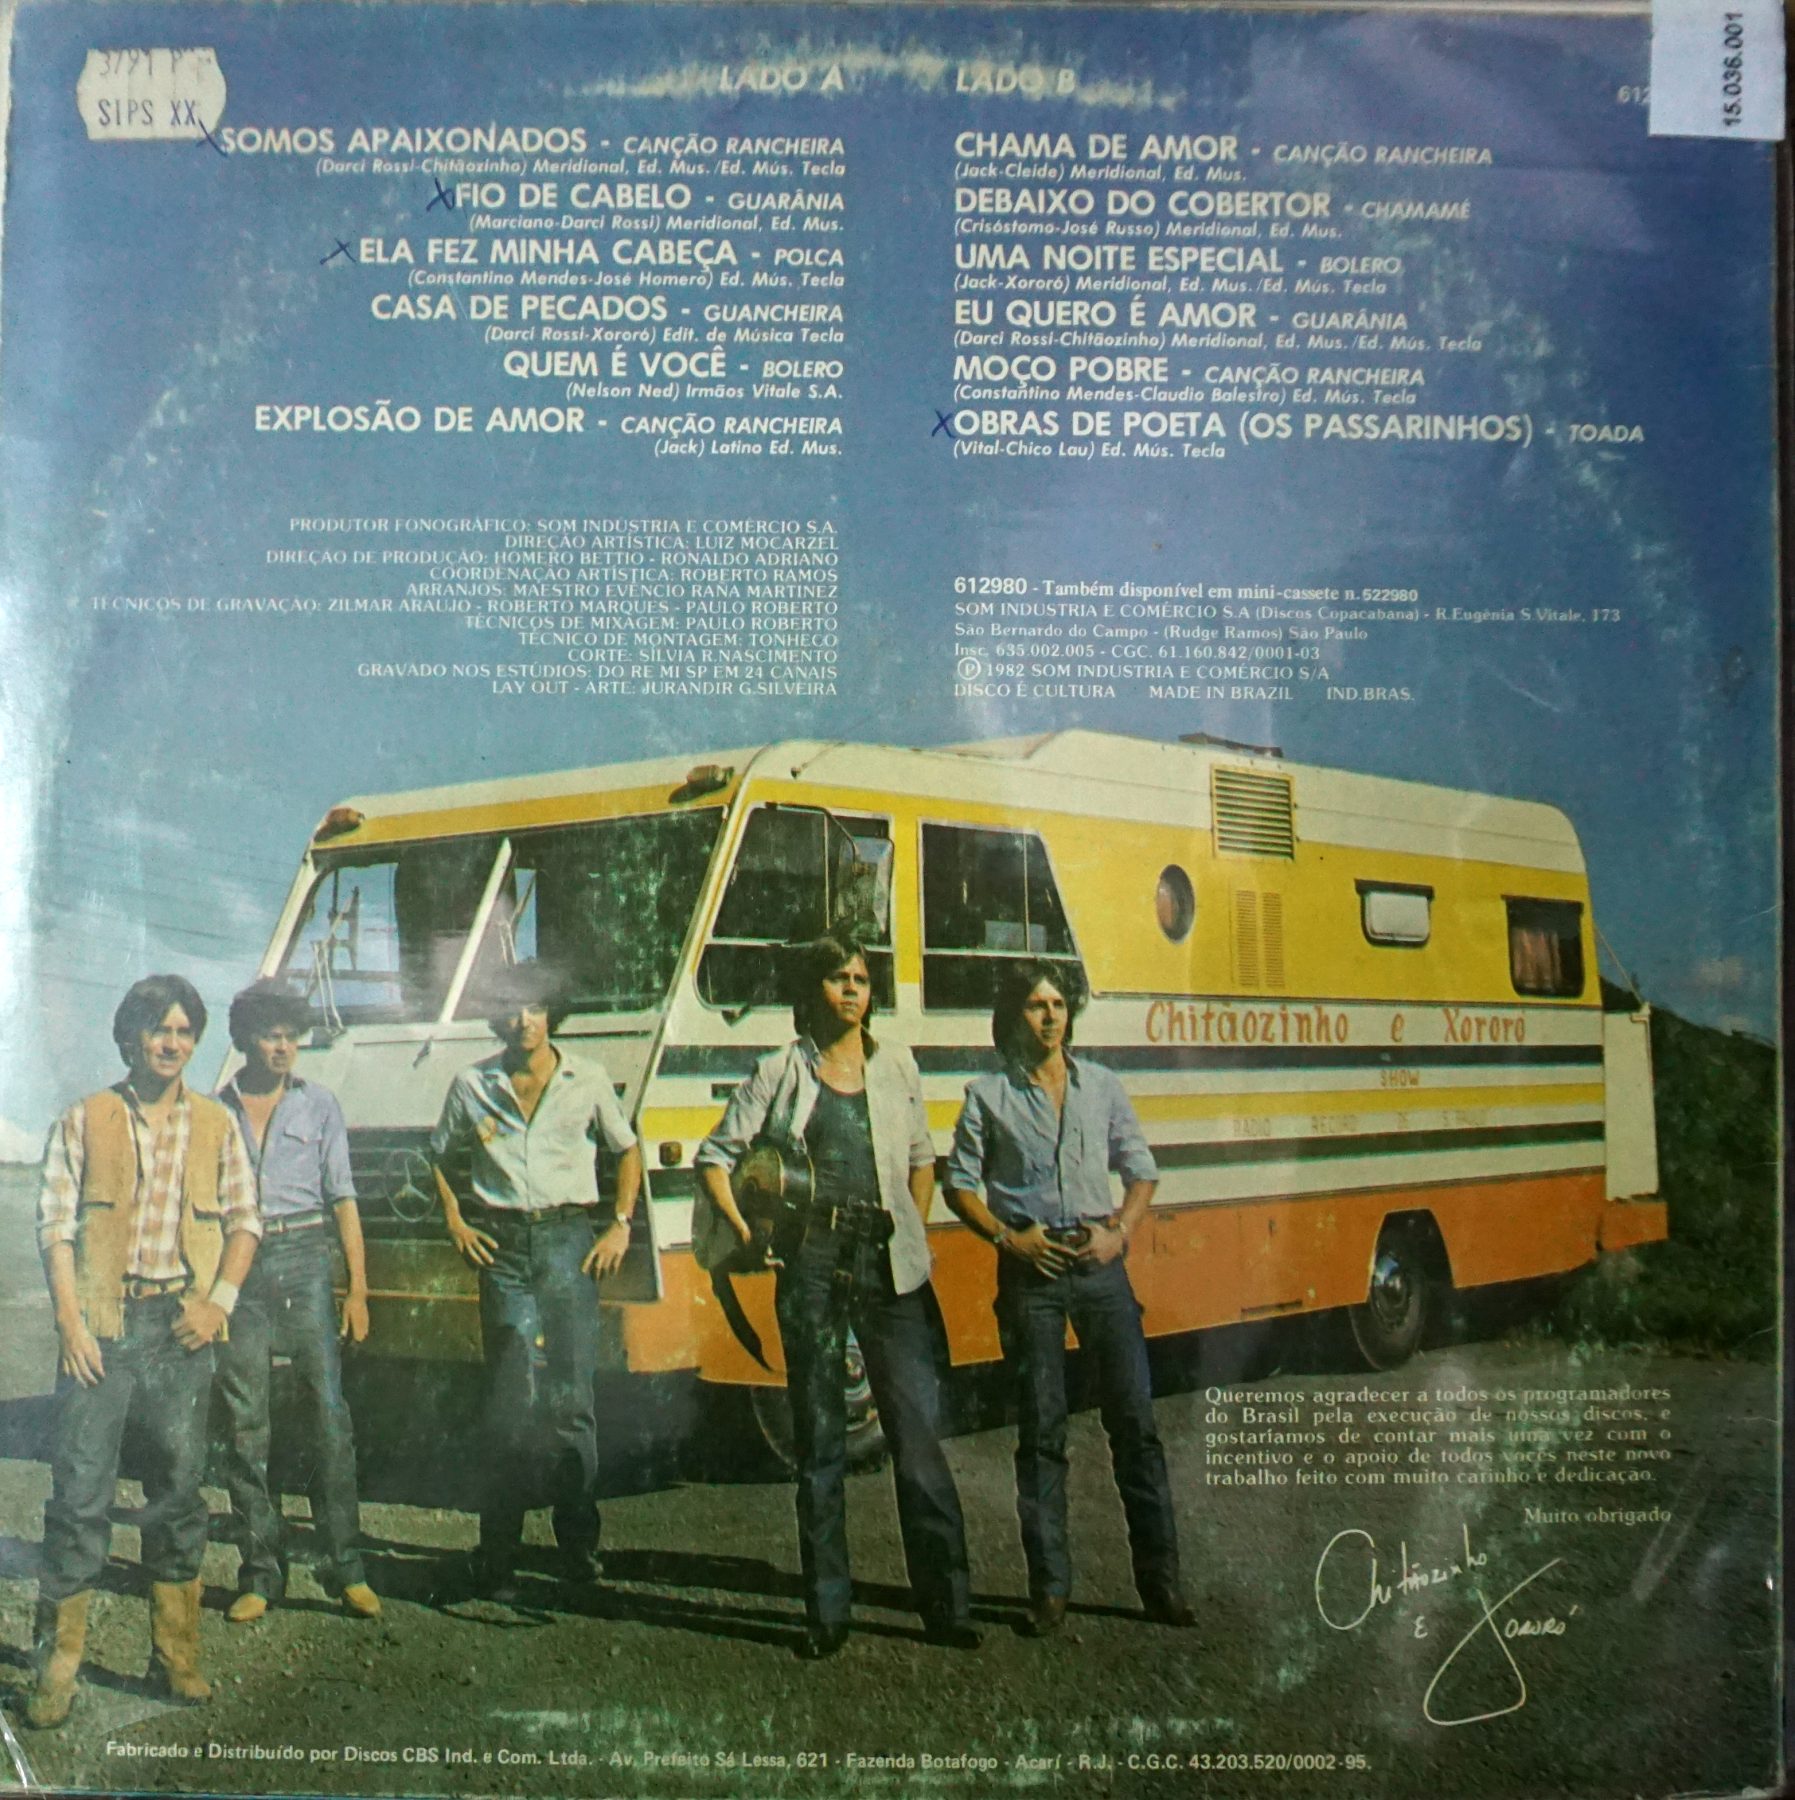 3791 P
SIPS XX
15.036.001
612
LADO A
SOMOS APAIXONADOS - CANÇÃO RANCHEIRA
(Darci Rossi-Chitãozinho) Meridional, Ed. Mus./Ed. Mús. Tecla
FIO DE CABELO - GUARÂNIA
(Marciano-Darci Rossi) Meridional, Ed. Mus.
ELA FEZ MINHA CABEÇA - POLCA
(Constantino Mendes-José Homero) Ed. Mús. Tecla
CASA DE PECADOS - GUANCHEIRA
(Darci Rossi-Xororó) Edit. de Música Tecla
QUEM É VOCÊ - BOLERO
(Nelson Ned) Irmãos Vitale S.A.
EXPLOSÃO DE AMOR - CANÇÃO RANCHEIRA
(Jack) Latino Ed. Mus.
LADO B
CHAMA DE AMOR - CANÇÃO RANCHEIRA
(Jack-Cleide) Meridional, Ed. Mus.
DEBAIXO DO COBERTOR - CHAMAMÉ
(Crisóstomo-José Russo) Meridional, Ed. Mus.
UMA NOITE ESPECIAL - BOLERO
(Jack-Xororó) Meridional, Ed. Mus./Ed. Mús. Tecla
EU QUERO É AMOR - GUARÂNIA
(Darci Rossi-Chitãozinho) Meridional, Ed. Mus./Ed. Mús. Tecla
MOÇO POBRE - CANÇÃO RANCHEIRA
(Constantino Mendes-Claudio Balestro) Ed. Mús. Tecla
OBRAS DE POETA (OS PASSARINHOS) - TOADA
(Vital-Chico Lau) Ed. Mús. Tecla
PRODUTOR FONOGRÁFICO: SOM INDÚSTRIA E COMÉRCIO S.A.
DIREÇÃO ARTÍSTICA: LUIZ MOCARZEL
DIREÇÃO DE PRODUÇÃO: HOMERO BETTIO - RONALDO ADRIANO
COORDENAÇÃO ARTÍSTICA: ROBERTO RAMOS
ARRANJOS: MAESTRO EVÊNCIO RAÑA MARTINEZ
TÉCNICOS DE GRAVAÇÃO: ZILMAR ARAUJO - ROBERTO MARQUES - PAULO ROBERTO
TÉCNICOS DE MIXAGEM: PAULO ROBERTO
TÉCNICO DE MONTAGEM: TONHECO
CORTE: SÍLVIA R.NASCIMENTO
GRAVADO NOS ESTÚDIOS: DO RE MI SP EM 24 CANAIS
LAY OUT - ARTE: JURANDIR G.SILVEIRA
612980 - Também disponível em mini-cassete n.522980
SOM INDUSTRIA E COMÉRCIO S.A (Discos Copacabana) - R.Eugênia S.Vitale, 173
São Bernardo do Campo - (Rudge Ramos) São Paulo
Insc. 635.002.005 - CGC. 61.160.842/0001-03
Ⓟ 1982 SOM INDUSTRIA E COMÉRCIO S/A
DISCO É CULTURA MADE IN BRAZIL IND.BRAS.
Chitãozinho e Xororó
SHOW
RADIO RECORD DE S.PAULO
Queremos agradecer a todos os programadores
do Brasil pela execução de nossos discos, e
gostaríamos de contar mais uma vez com o
incentivo e o apoio de todos vocês neste novo
trabalho feito com muito carinho e dedicação.
Muito obrigado
Chitãozinho
E
Xororó
Fabricado e Distribuído por Discos CBS Ind. e Com. Ltda. - Av. Prefeito Sá Lessa, 621 - Fazenda Botafogo - Acarí - R.J. - C.G.C. 43.203.520/0002-95.